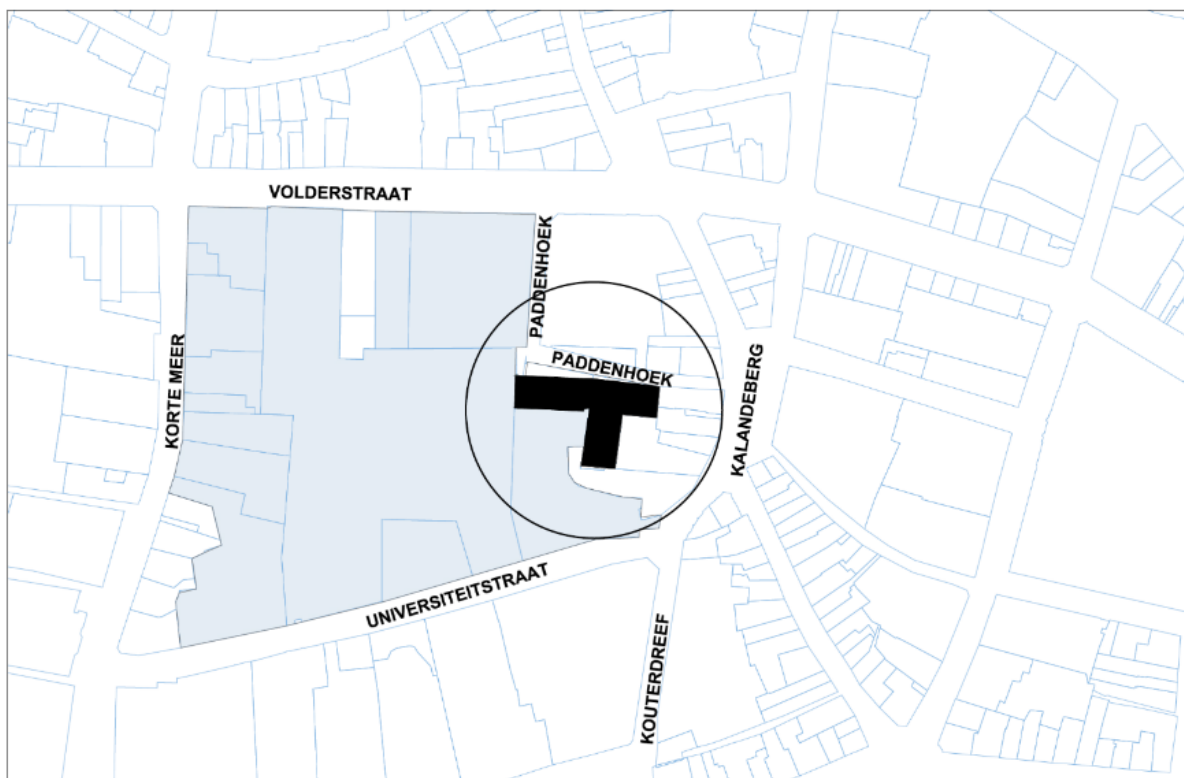 VOLDERSTRAAT
PADDENHOEK
PADDENHOEK
KORTE MEER
KALANDEBERG
UNIVERSITEITSTRAAT
KOUTERDREEF